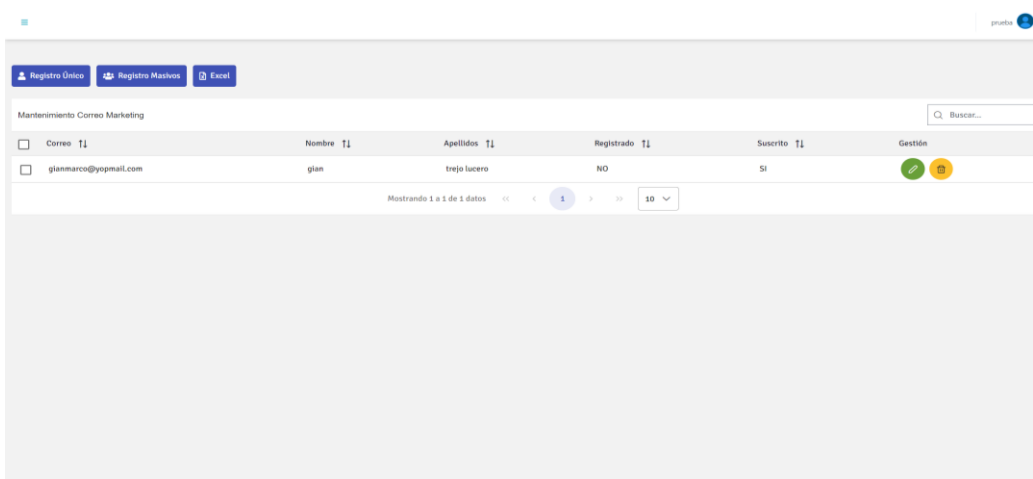 prueba
Registro Único Registro Masivos Excel
Mantenimiento Correo Marketing Buscar...
Correo Nombre Apellidos Registrado Suscrito Gestión
gianmarco@yopmail.com gian trejo lucero NO SI
Mostrando 1 a 1 de 1 datos << < 1 > >> 10